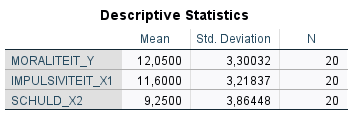 Descriptive Statistics
Mean Std. Deviation N
MORALITEIT_Y 12,0500 3,30032 20
IMPULSIVITEIT_X1 11,6000 3,21837 20
SCHULD_X2 9,2500 3,86448 20